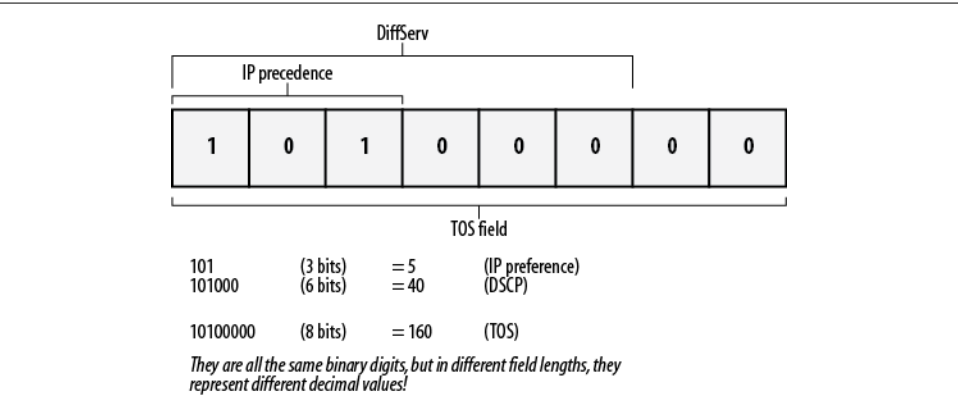 DiffServ
IP precedence
1 0 1 0 0 0 0 0
TOS field
101 (3 bits) = 5 (IP preference)
101000 (6 bits) = 40 (DSCP)
10100000 (8 bits) = 160 (TOS)
They are all the same binary digits, but in different field lengths, they
represent different decimal values!